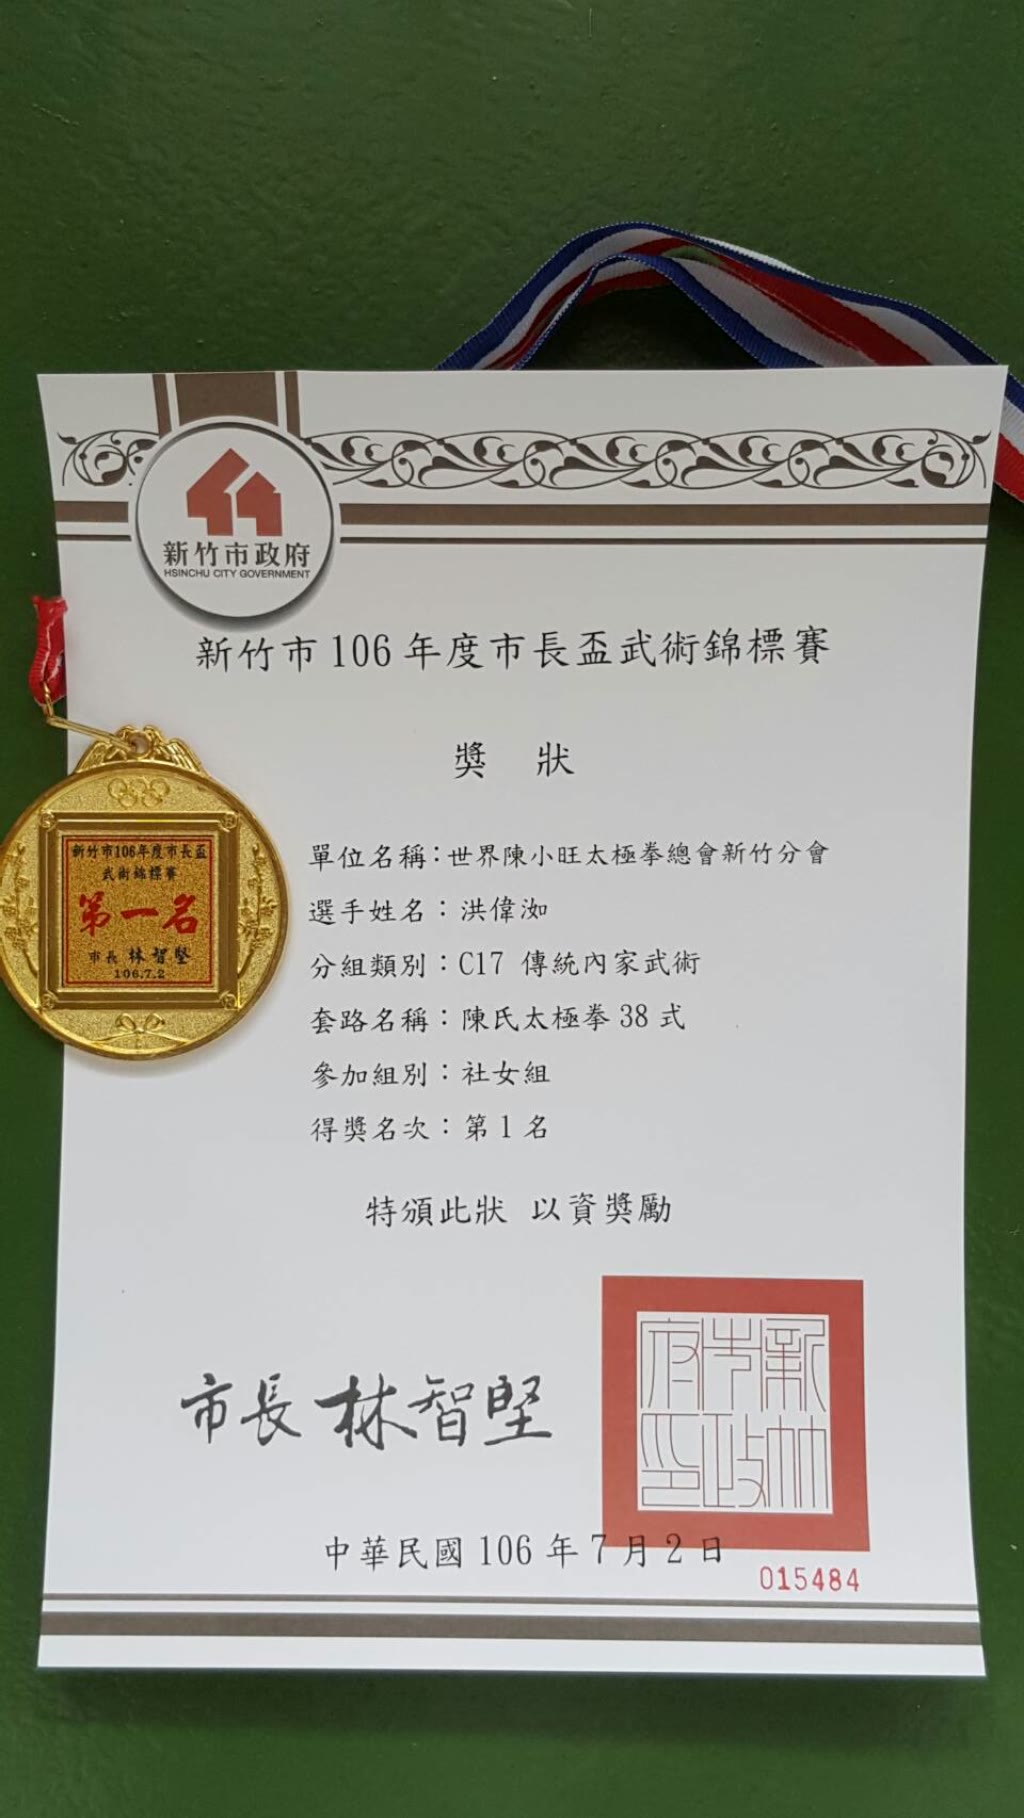 新竹市政府
HSINCHU CITY GOVERNMENT
新竹市106年度市長盃武術錦標賽
獎 狀
單位名稱：世界陳小旺太極拳總會新竹分會
選手姓名：洪偉洳
分組類別：C17 傳統內家武術
套路名稱：陳氏太極拳 38 式
參加組別：社女組
得獎名次：第 1 名
特頒此狀 以資獎勵
市長 林智堅
新竹市政府印
中華民國 106 年 7 月 2 日
015484
新竹市106年度市長盃
武術錦標賽
第一名
市長 林智堅
106.7.2